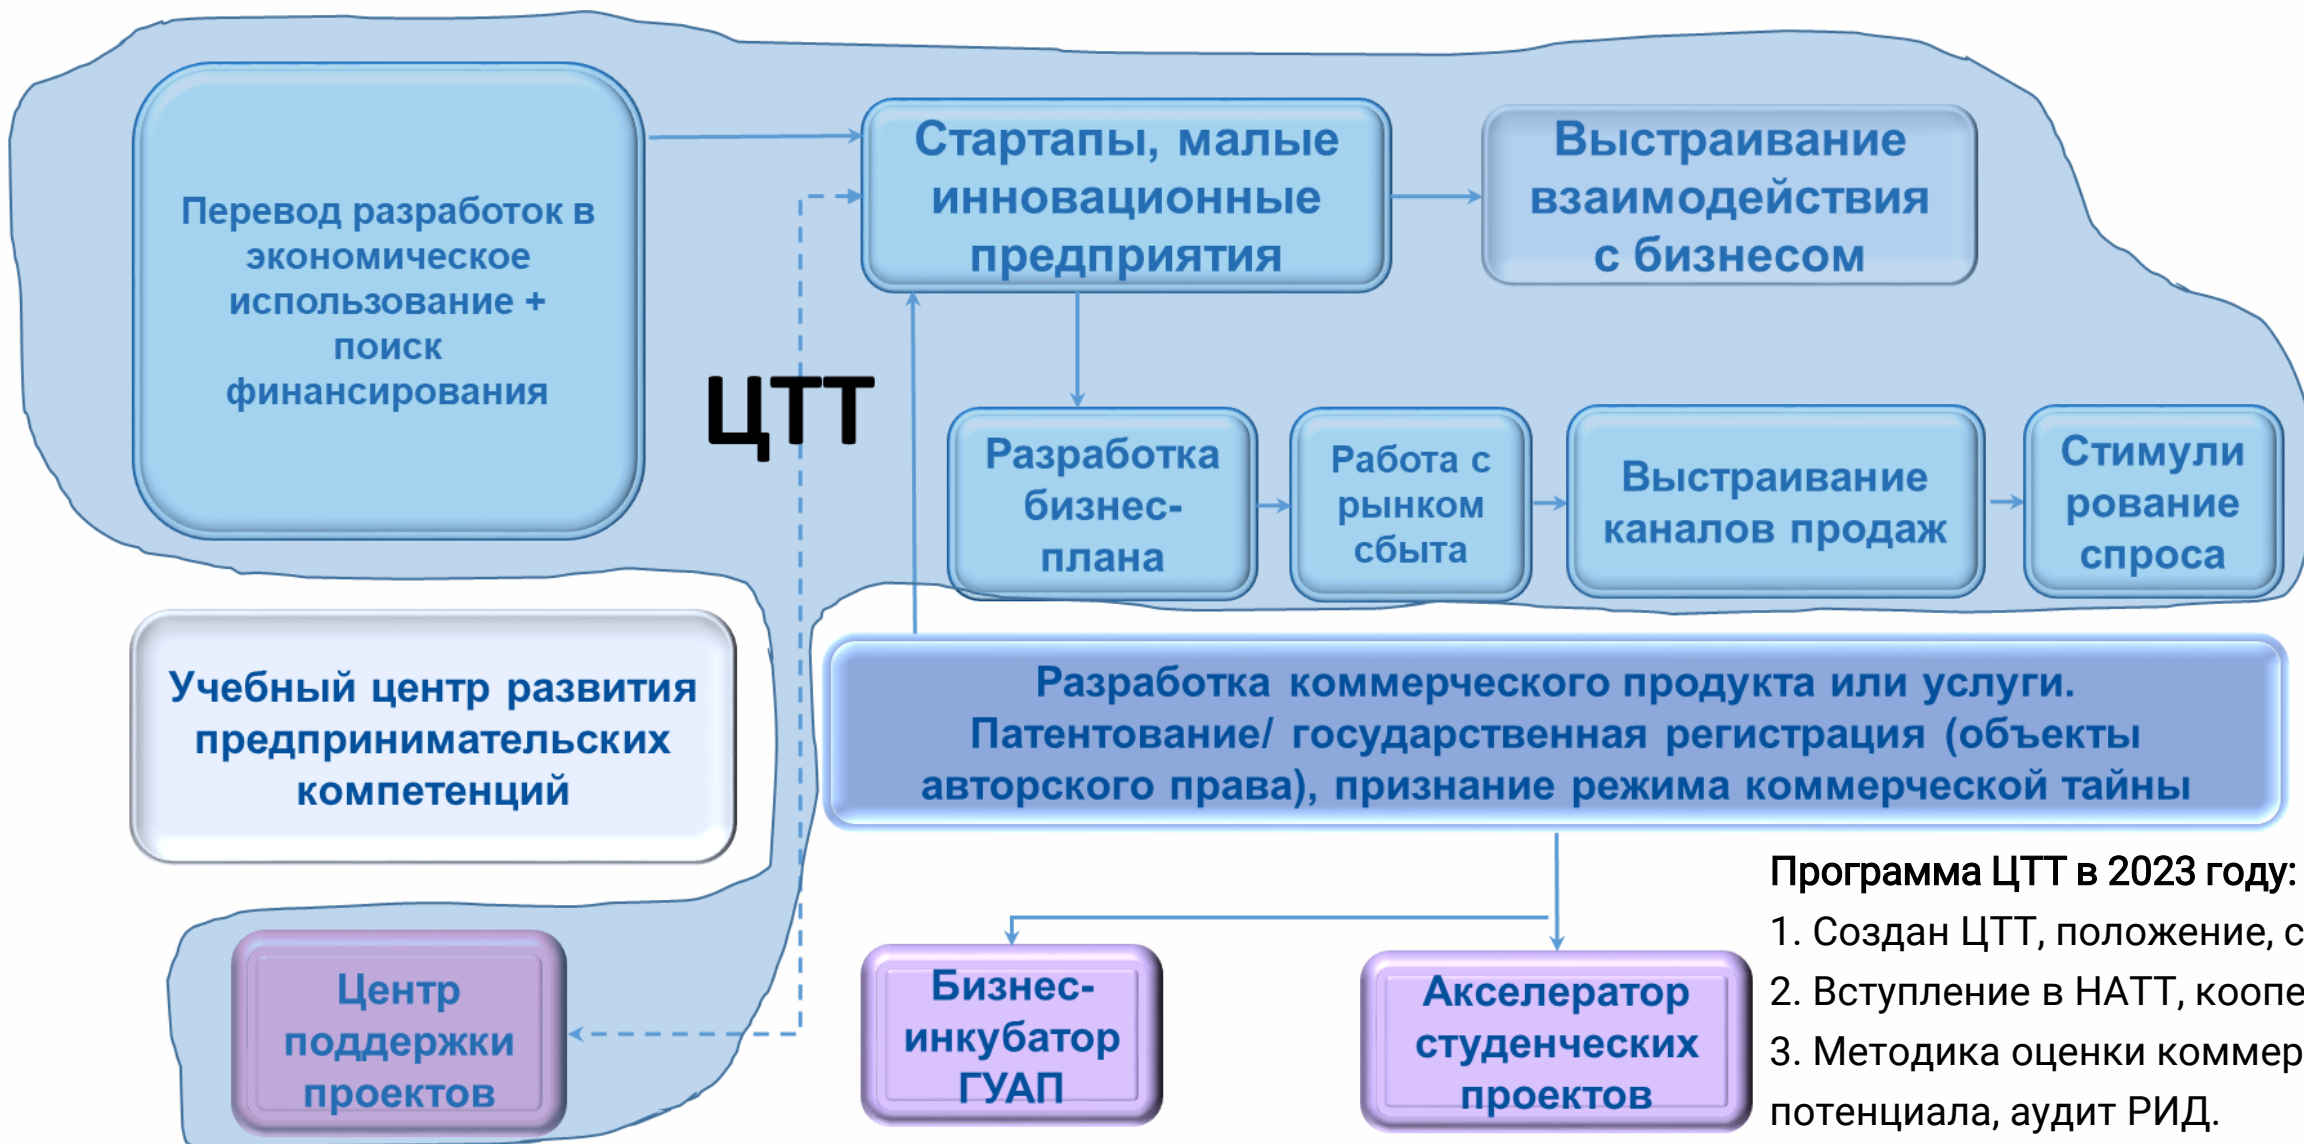 Перевод разработок в
экономическое
использование +
поиск
финансирования
Стартапы, малые
инновационные
предприятия
Выстраивание
взаимодействия
с бизнесом
ЦТТ
Разработка
бизнес-
плана
Работа с
рынком
сбыта
Выстраивание
каналов продаж
Стимули
рование
спроса
Учебный центр развития
предпринимательских
компетенций
Разработка коммерческого продукта или услуги.
Патентование/ государственная регистрация (объекты
авторского права), признание режима коммерческой тайны
Центр
поддержки
проектов
Бизнес-
инкубатор
ГУАП
Акселератор
студенческих
проектов
Программа ЦТТ в 2023 году:
1. Создан ЦТТ, положение,
2. Вступление в НАТТ,
3. Методика оценки
потенциала, аудит РИД.